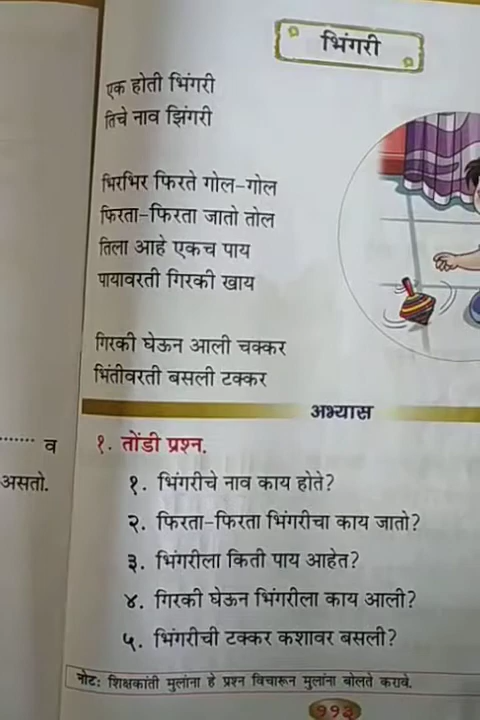 भिंगरी
एक होती भिंगरी
तिचे नाव झिंगरी
भिरभिर फिरते गोल-गोल
फिरता-फिरता जातो तोल
तिला आहे एकच पाय
पायावरती गिरकी खाय
गिरकी घेऊन आली चक्कर
भिंतीवरती बसली टक्कर
अभ्यास
........ व
असतो.
१. तोंडी प्रश्न.
१. भिंगरीचे नाव काय होते?
२. फिरता-फिरता भिंगरीचा काय जातो?
३. भिंगरीला किती पाय आहेत?
४. गिरकी घेऊन भिंगरीला काय आली?
५. भिंगरीची टक्कर कशावर बसली?
नोट: शिक्षकांती मुलांना हे प्रश्न विचारून मुलांना बोलते करावे.
११३